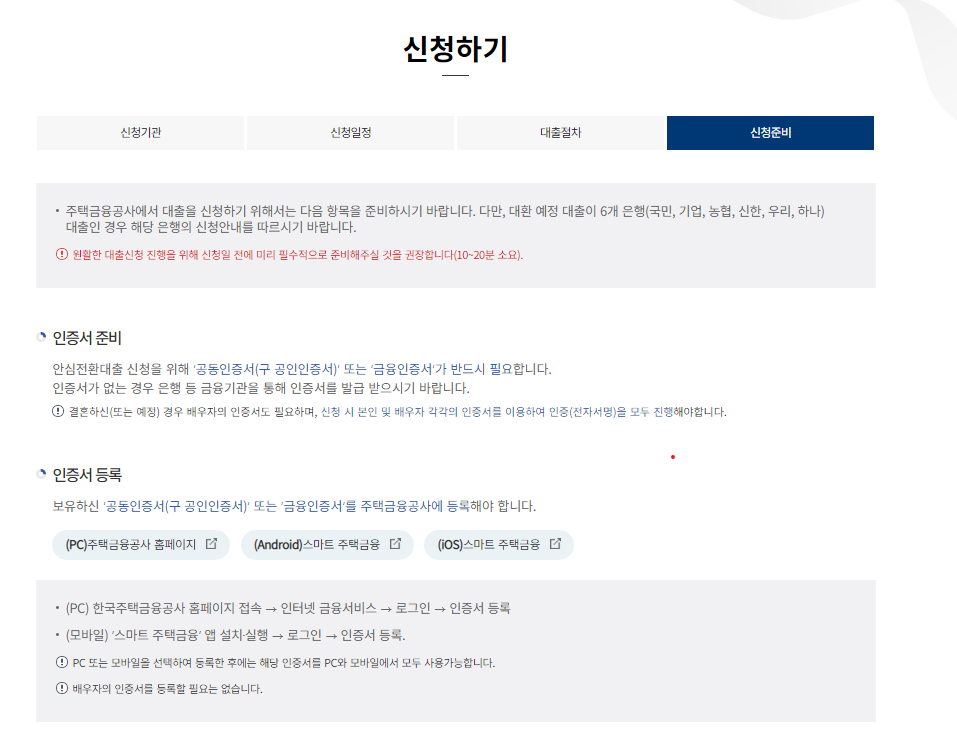 신청하기
신청기관
신청일정
대출절차
신청준비
• 주택금융공사에서 대출을 신청하기 위해서는 다음 항목을 준비하시기 바랍니다. 다만, 대환 예정 대출이 6개 은행(국민, 기업, 농협, 신한, 우리, 하나)
대출인 경우 해당 은행의 신청안내를 따르시기 바랍니다.
원활한 대출신청 진행을 위해 신청일 전에 미리 필수적으로 준비해주실 것을 권장합니다(10~20분 소요).
인증서 준비
안심전환대출 신청을 위해 '공동인증서(구 공인인증서)' 또는 '금융인증서'가 반드시 필요합니다.
인증서가 없는 경우 은행 등 금융기관을 통해 인증서를 발급 받으시기 바랍니다.
결혼하신(또는 예정) 경우 배우자의 인증서도 필요하며, 신청 시 본인 및 배우자 각각의 인증서를 이용하여 인증(전자서명)을 모두 진행해야합니다.
인증서 등록
보유하신 '공동인증서(구 공인인증서)' 또는 '금융인증서'를 주택금융공사에 등록해야 합니다.
(PC)주택금융공사 홈페이지
(Android)스마트 주택금융
(iOS)스마트 주택금융
• (PC) 한국주택금융공사 홈페이지 접속 → 인터넷 금융서비스 → 로그인 → 인증서 등록
• (모바일) '스마트 주택금융' 앱 설치·실행 → 로그인 → 인증서 등록.
PC 또는 모바일을 선택하여 등록한 후에는 해당 인증서를 PC와 모바일에서 모두 사용가능합니다.
배우자의 인증서를 등록할 필요는 없습니다.